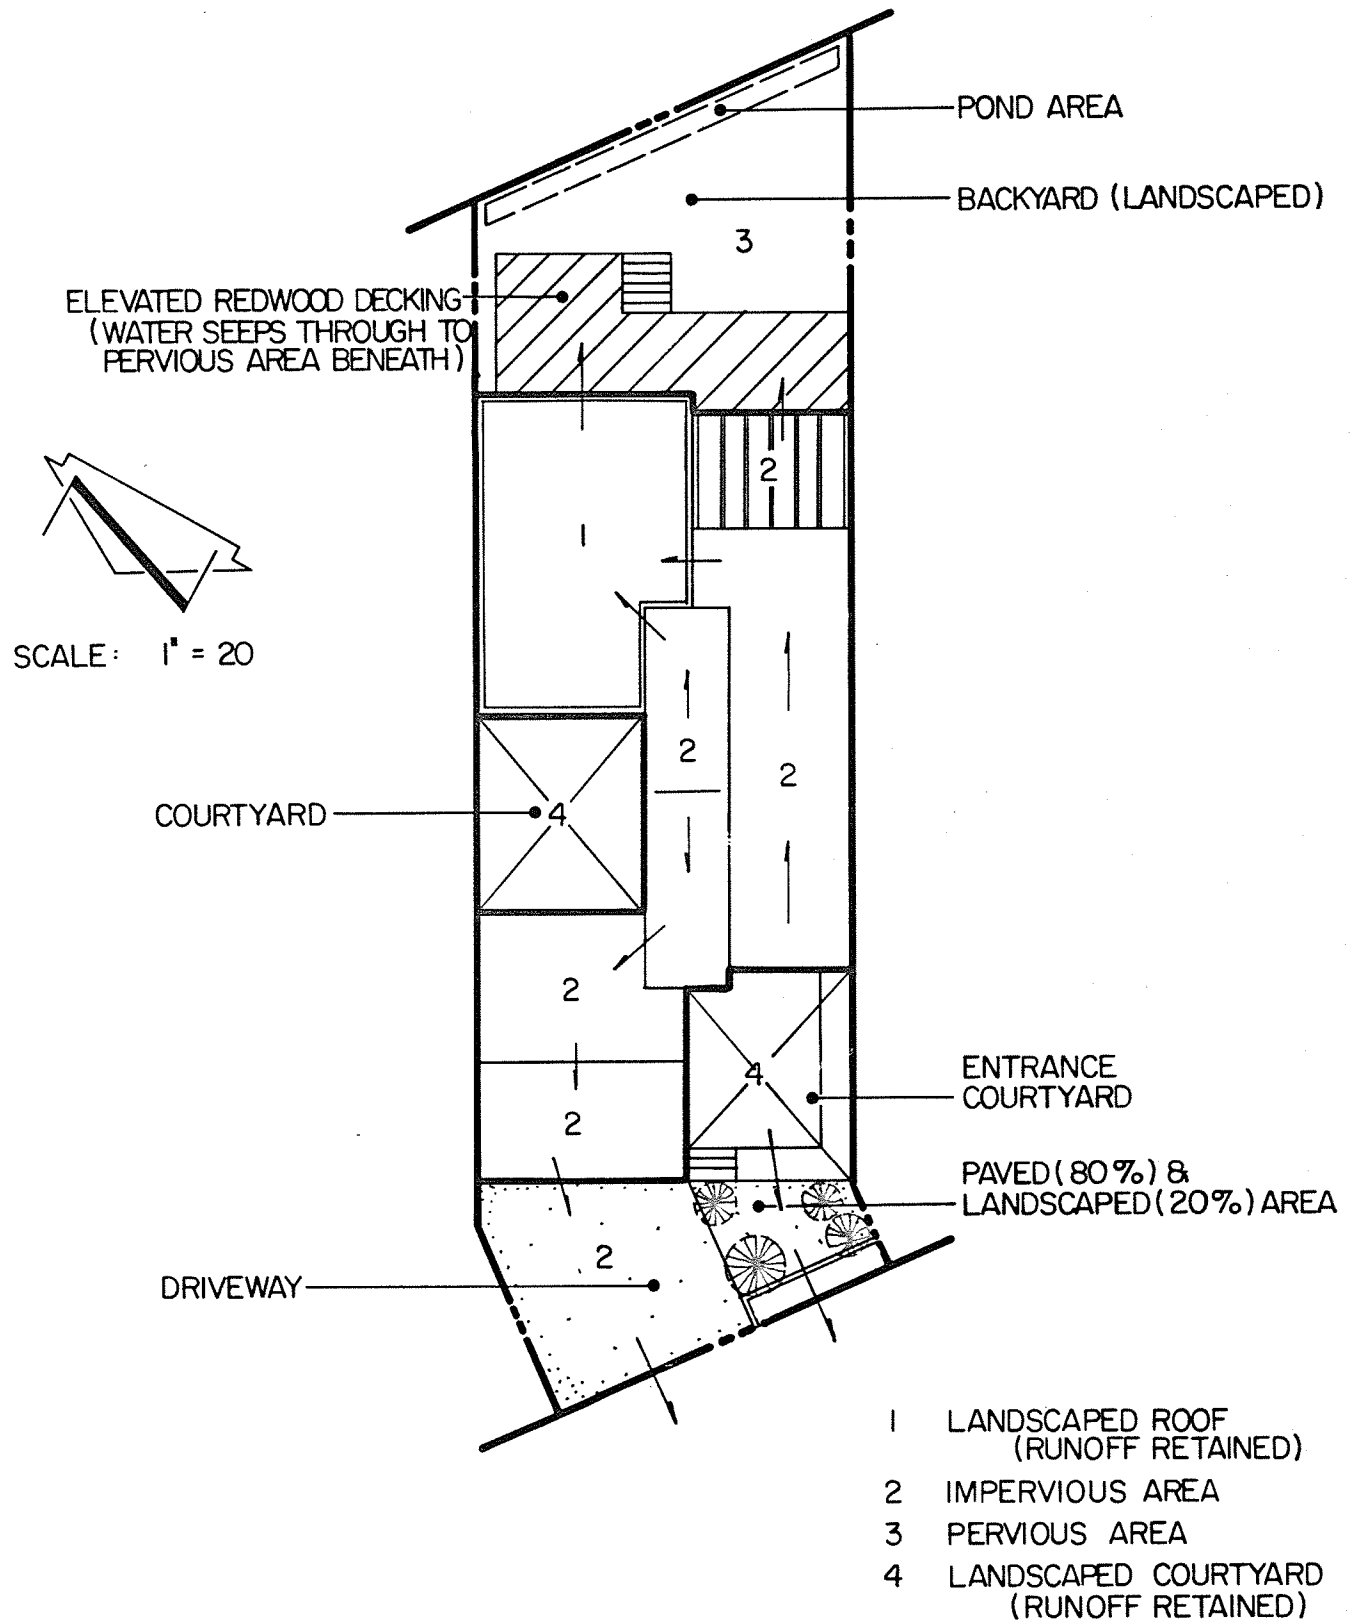 POND AREA
BACKYARD (LANDSCAPED)
3
ELEVATED REDWOOD DECKING
(WATER SEEPS THROUGH TO
PERVIOUS AREA BENEATH)
2
1
SCALE: 1" = 20
2
2
COURTYARD
4
2
4
ENTRANCE
COURTYARD
2
PAVED (80%) &
LANDSCAPED (20%) AREA
2
DRIVEWAY
1 LANDSCAPED ROOF
(RUNOFF RETAINED)
2 IMPERVIOUS AREA
3 PERVIOUS AREA
4 LANDSCAPED COURTYARD
(RUNOFF RETAINED)